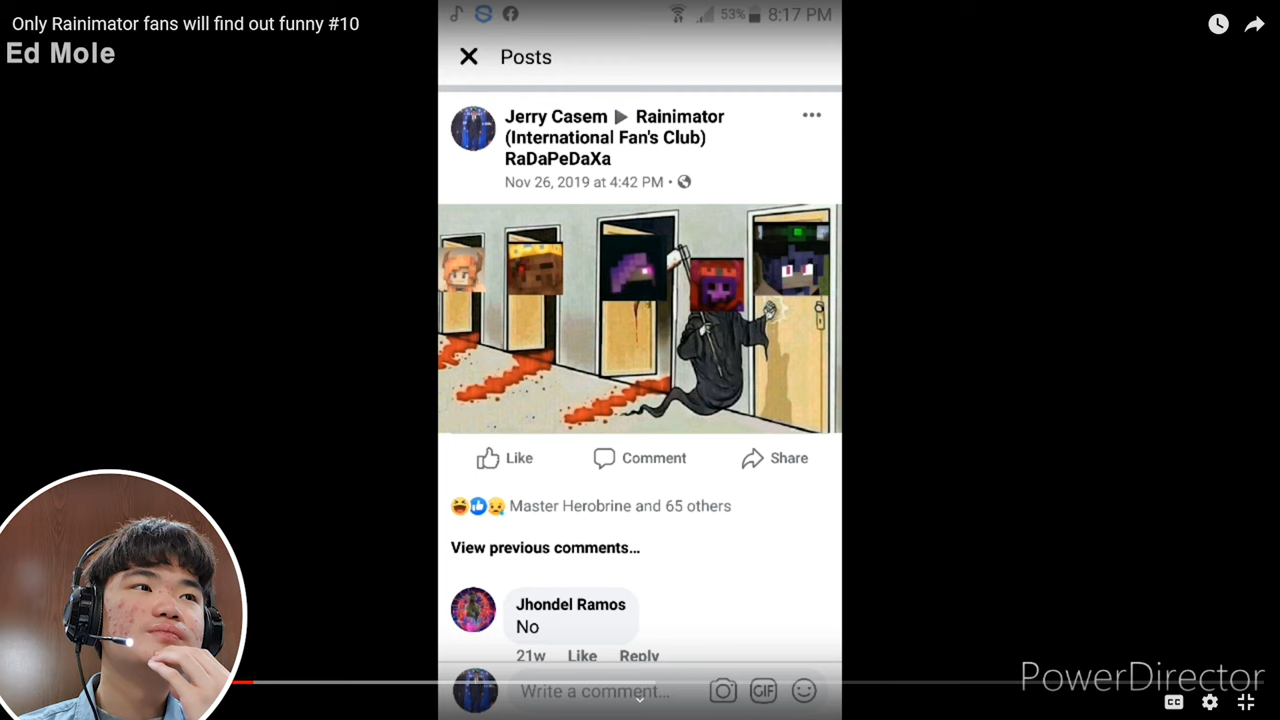 Only Rainimator fans will find out funny #10
Ed Mole
53% 8:17 PM
Posts
Jerry Casem ▶ Rainimator
(International Fan's Club)
RaDaPeDaXa
Nov 26, 2019 at 4:42 PM •
Like Comment Share
Master Herobrine and 65 others
View previous comments...
Jhondel Ramos
No
21w Like Reply
Write a comment...
GIF
PowerDirector
CC